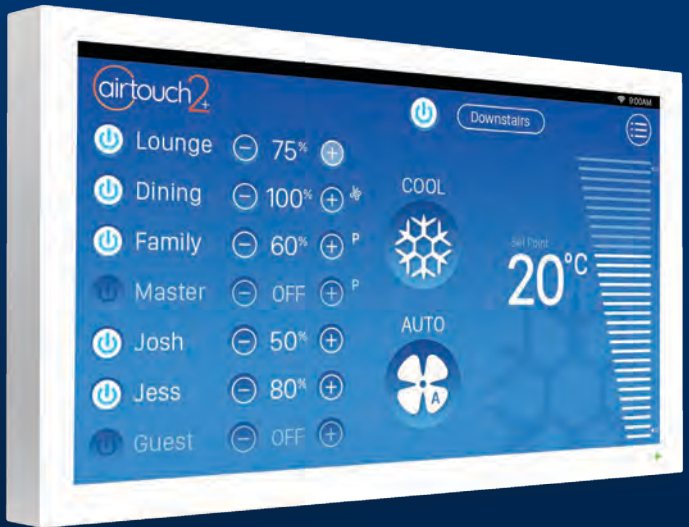 airtouch2+
9:00AM
Downstairs
Lounge 75%
Dining 100%
Family 60% P
Master OFF P
Josh 50%
Jess 80%
Guest OFF
COOL
AUTO
A
Set Point
20°C